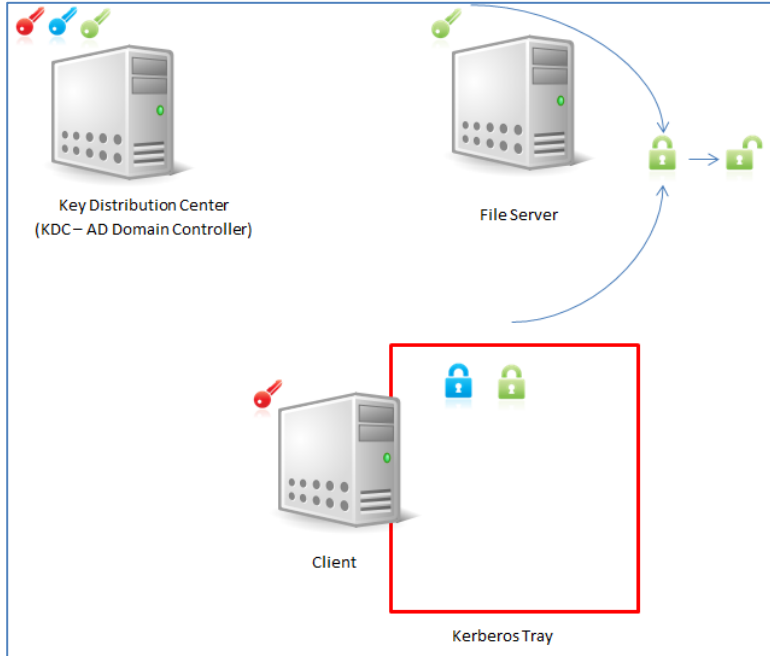 Key Distribution Center
(KDC – AD Domain Controller)
File Server
Client
Kerberos Tray